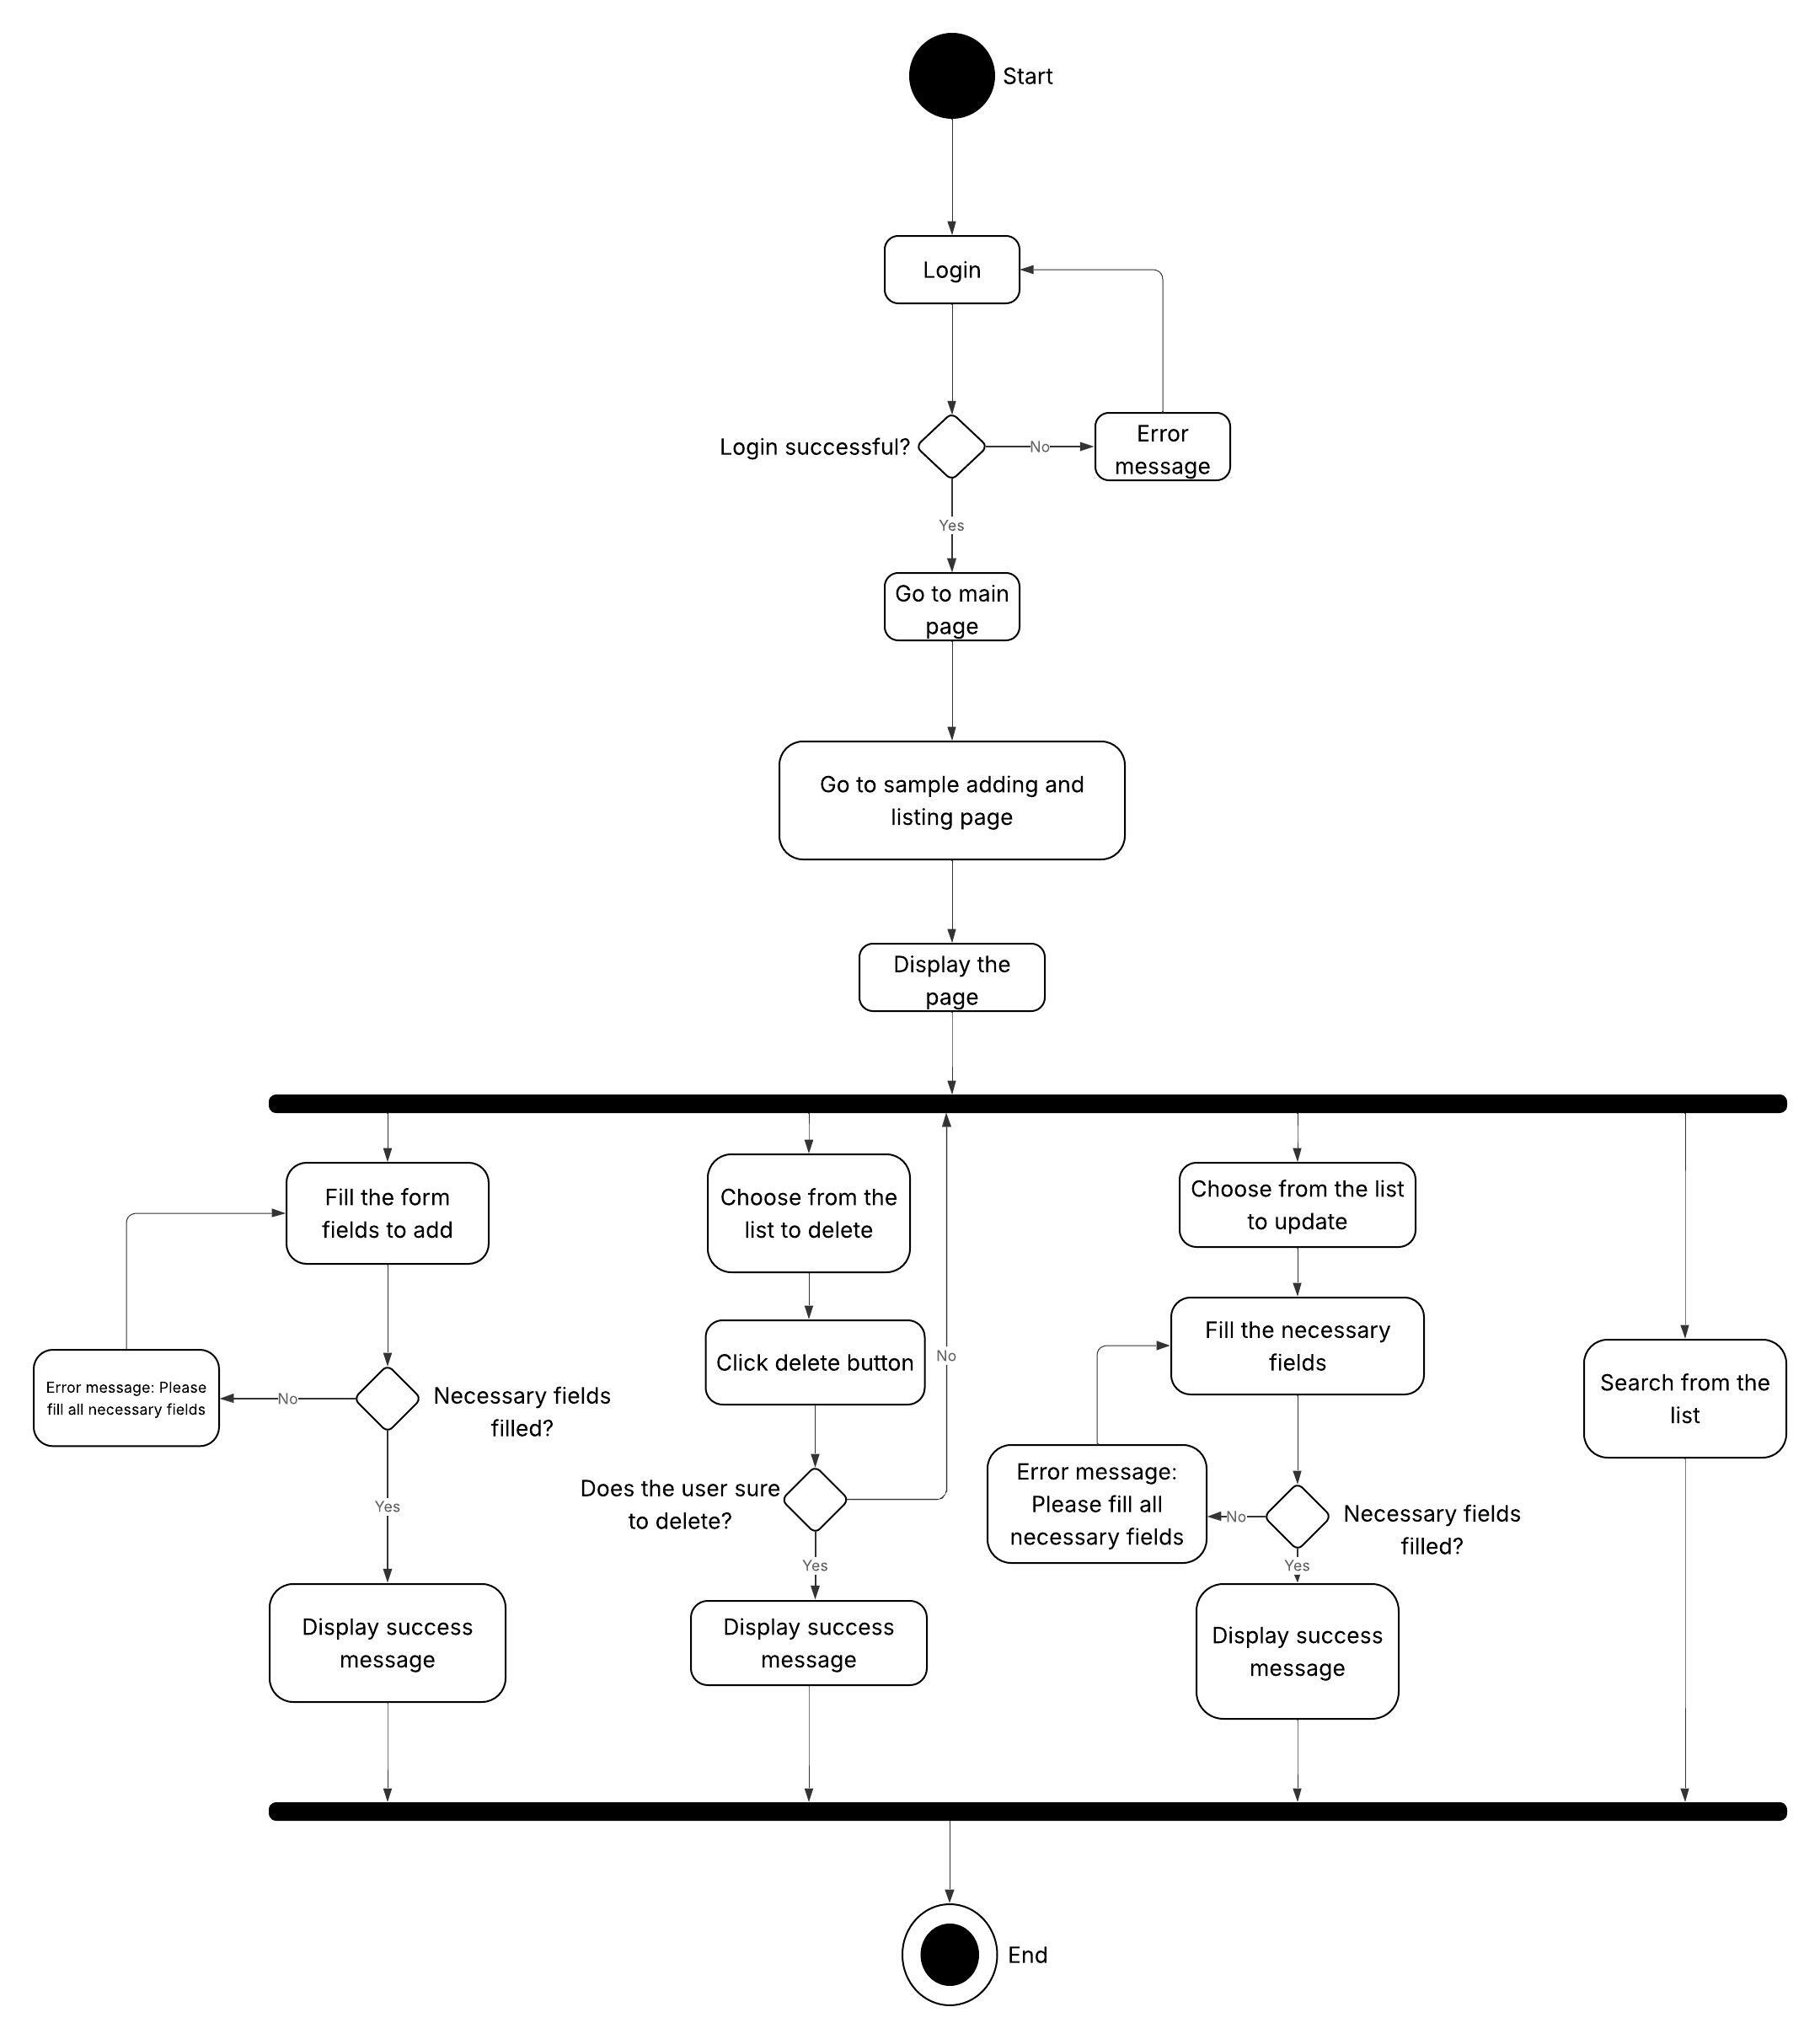 Start
Login
Login successful?
No
Error
message
Yes
Go to main
page
Go to sample adding and
listing page
Display the
page
Fill the form
fields to add
Error message: Please
fill all necessary fields
No
Necessary fields
filled?
Yes
Display success
message
Choose from the
list to delete
Click delete button
No
Does the user sure
to delete?
Yes
Display success
message
Choose from the list
to update
Fill the necessary
fields
Error message:
Please fill all
necessary fields
No
Necessary fields
filled?
Yes
Display success
message
Search from the
list
End